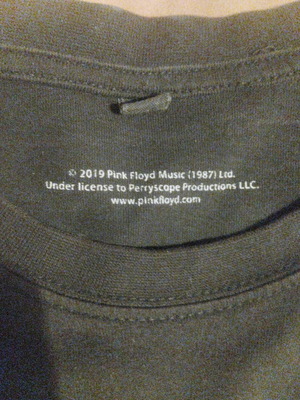 © 2019 Pink Floyd Music (1987) Ltd.
Under license to Perryscope Productions LLC.
www.pinkfloyd.com